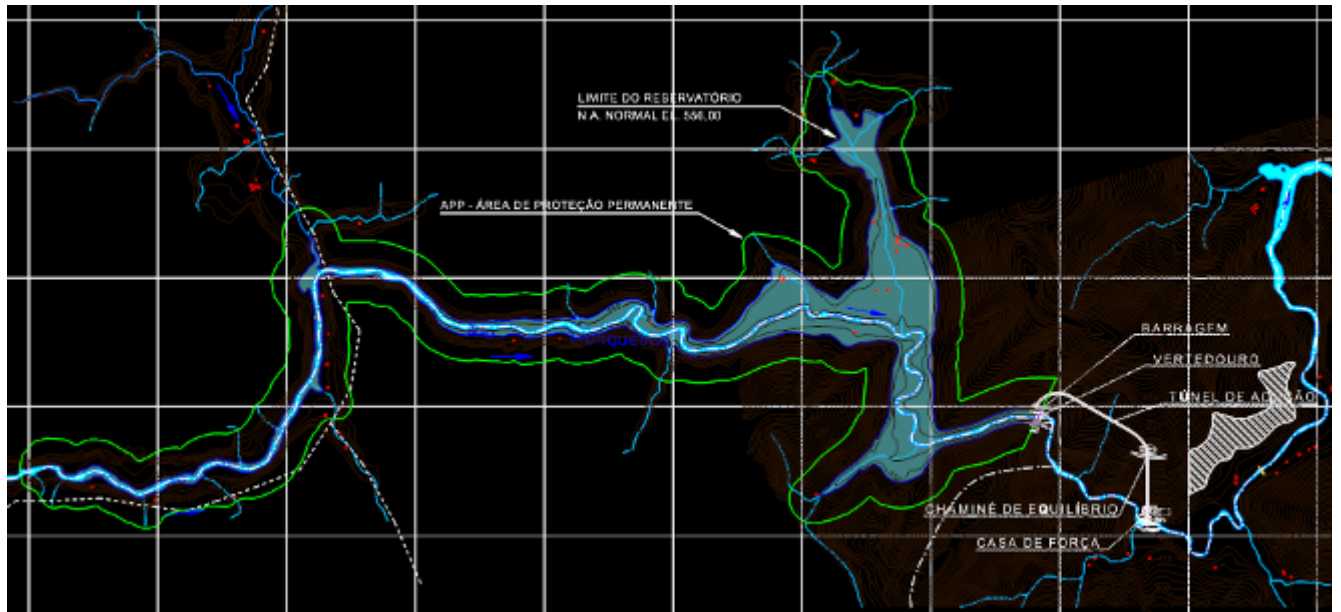 LIMITE DO RESERVATÓRIO
N.A. NORMAL EL. 556,00
APP - ÁREA DE PROTEÇÃO PERMANENTE
BARRAGEM
VERTEDOURO
TÚNEL DE ADUÇÃO
CHAMINÉ DE EQUILÍBRIO
CASA DE FORÇA